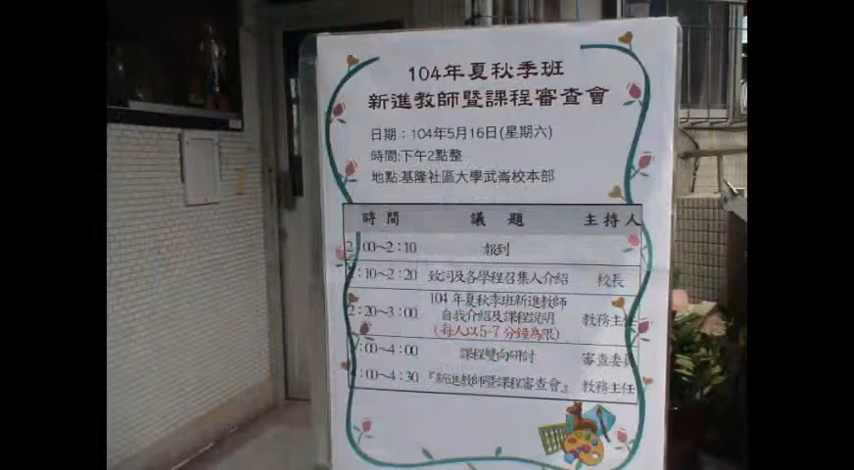 104年夏秋季班
新進教師暨課程審查會
日期：104年5月16日(星期六)
時間:下午2點整
地點:基隆社區大學武崙校本部
時間 議題 主持人
2:00~2:10 報到
2:10~2:20 致詞及各學程召集人介紹 校長
2:20~3:00 104年夏秋季班新進教師
自我介紹及課程說明
(每人以5-7分鐘為限) 教務主任
:00~4:00 課程雙向研討 審查委員
4:00~4:30 『新進教師暨課程審查會』 教務主任